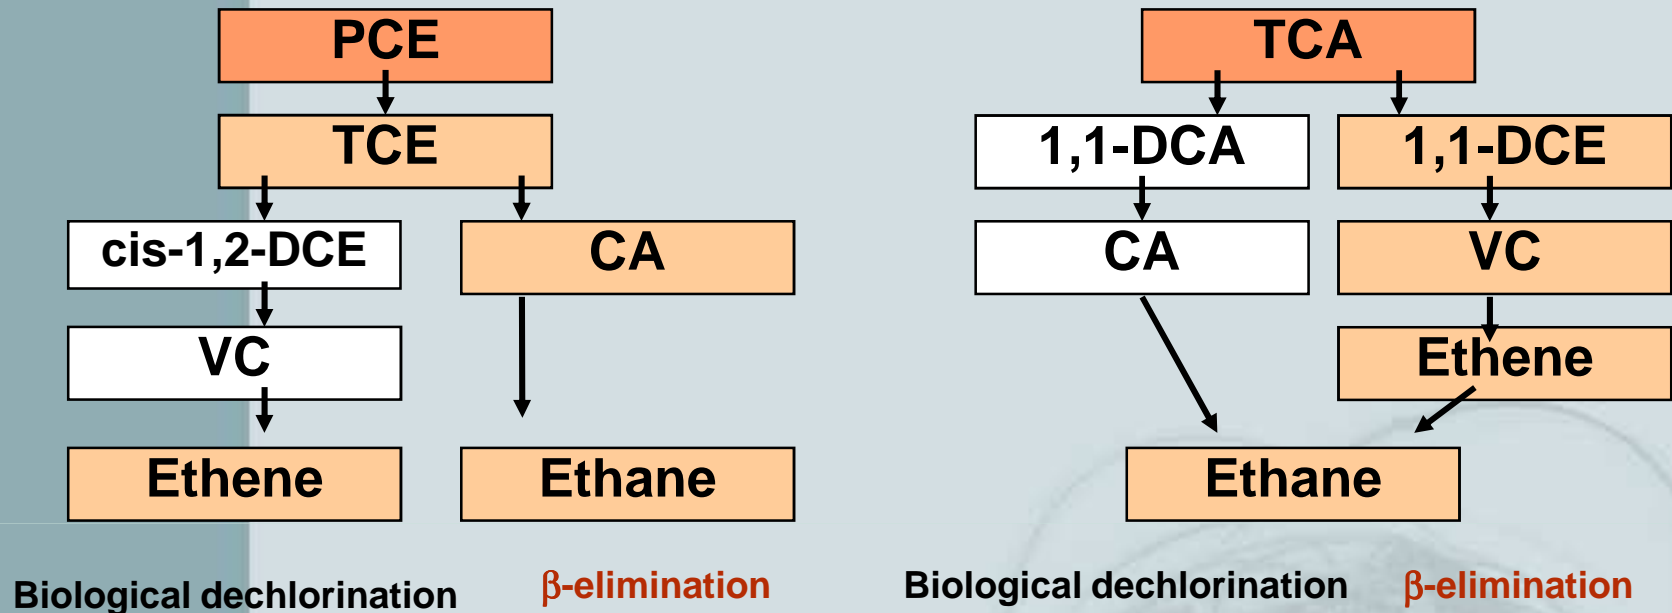 PCE
TCE
cis-1,2-DCE
CA
VC
Ethene
Ethane
Biological dechlorination
β-elimination
TCA
1,1-DCA
1,1-DCE
CA
VC
Ethene
Ethane
Biological dechlorination
β-elimination